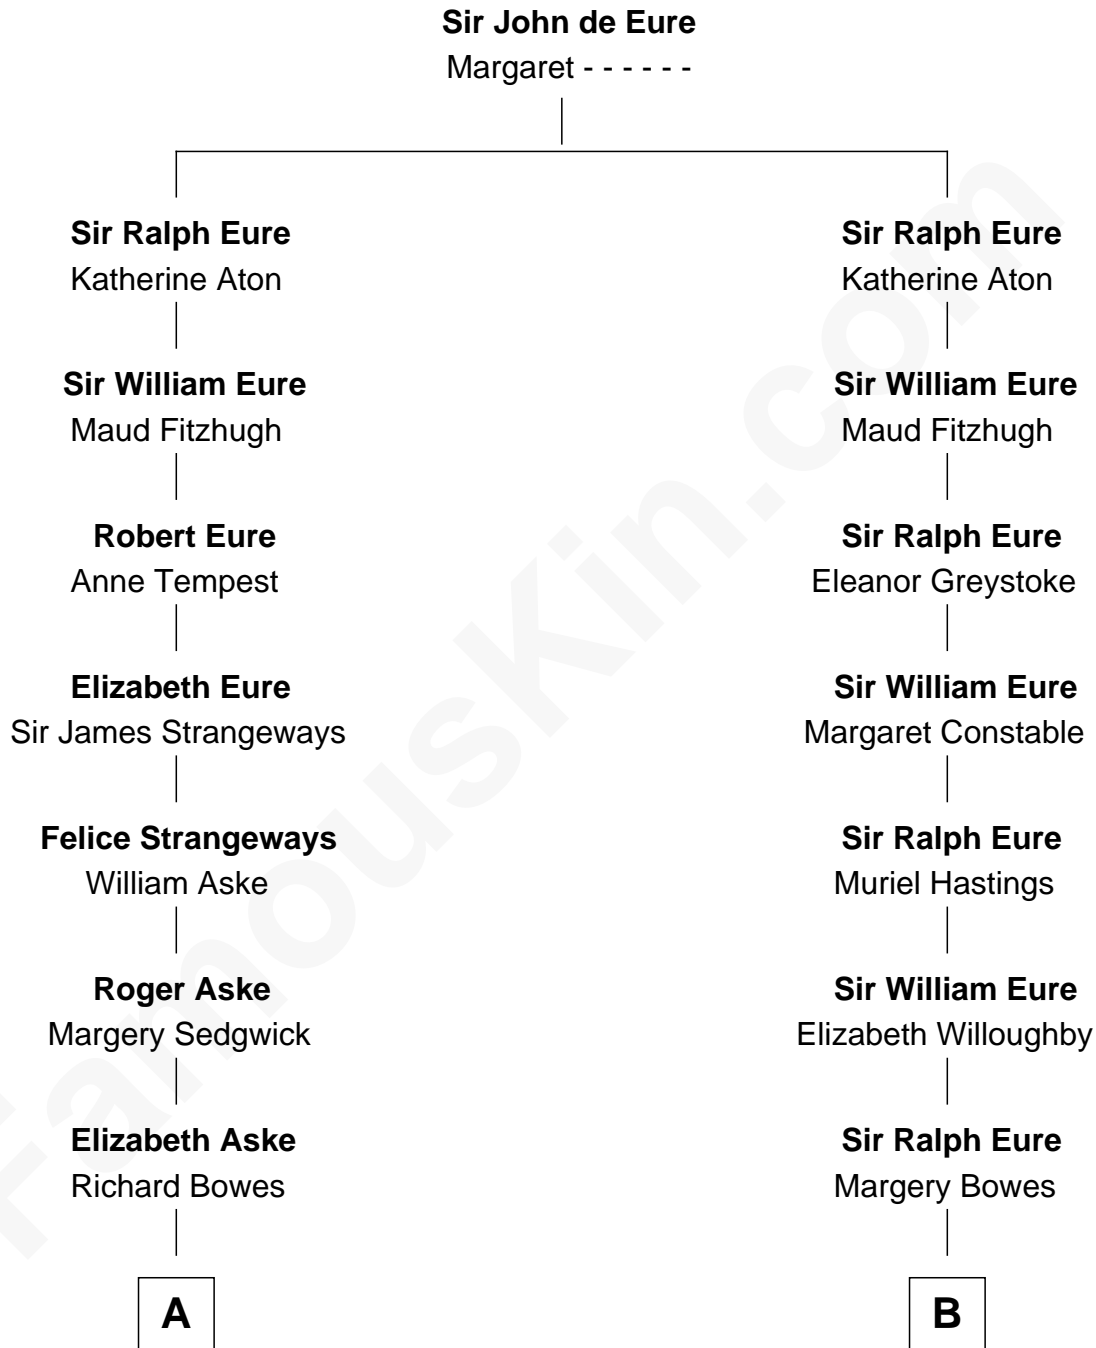 Sir John de Eure
Margaret - - - - - -
Sir Ralph Eure
Katherine Aton
Sir William Eure
Maud Fitzhugh
Robert Eure
Anne Tempest
Elizabeth Eure
Sir James Strangeways
Felice Strangeways
William Aske
Roger Aske
Margery Sedgwick
Elizabeth Aske
Richard Bowes
A
Sir Ralph Eure
Katherine Aton
Sir William Eure
Maud Fitzhugh
Sir Ralph Eure
Eleanor Greystoke
Sir William Eure
Margaret Constable
Sir Ralph Eure
Muriel Hastings
Sir William Eure
Elizabeth Willoughby
Sir Ralph Eure
Margery Bowes
B
FamousKin.com